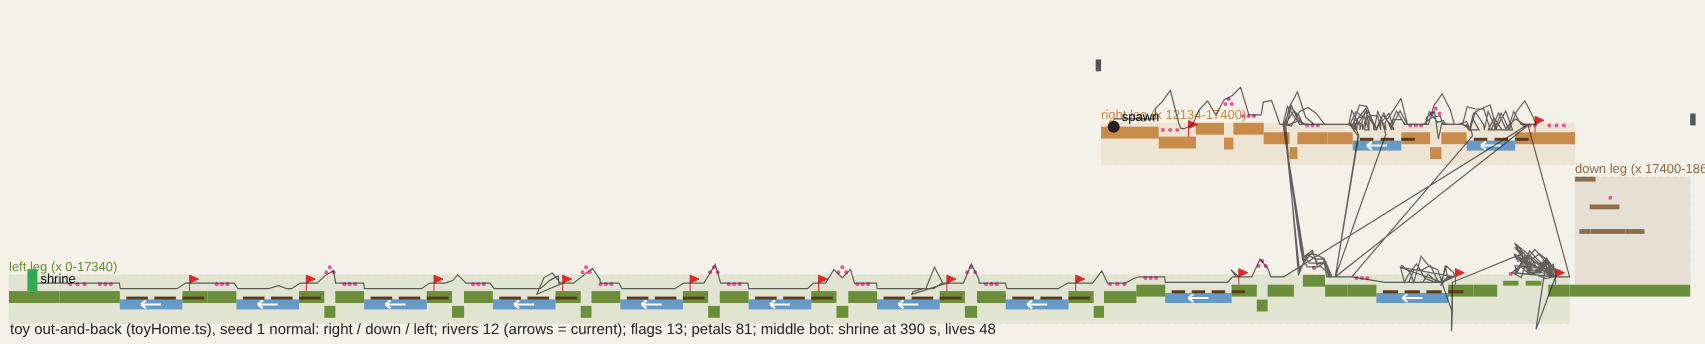 right leg (x 12134-17400)
spawn
down leg (x 17400-186
left leg (x 0-17340)
shrine
toy out-and-back (toyHome.ts), seed 1 normal: right / down / left; rivers 12 (arrows = current); flags 13; petals 81; middle bot: shrine at 390 s, lives 48